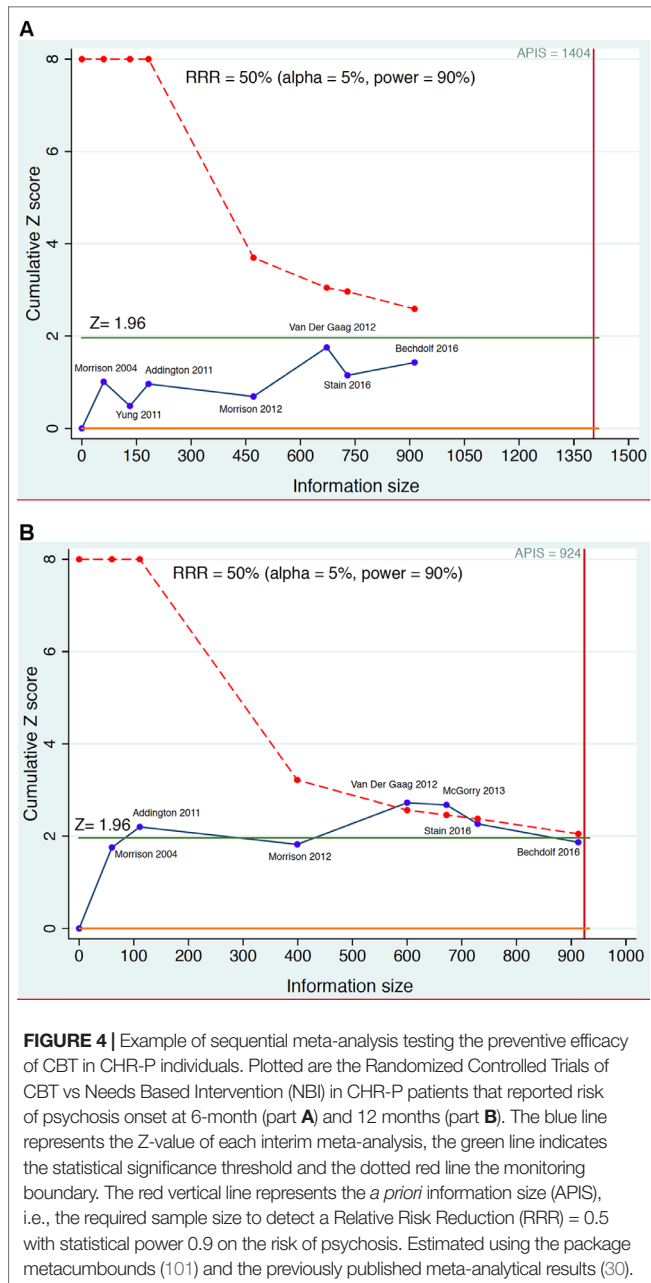 A
APIS = 1404
8
RRR = 50% (alpha = 5%, power = 90%)
6
Cumulative Z score
4
Z= 1.96
Van Der Gaag 2012
2
Morrison 2004
Addington 2011
Bechdolf 2016
Yung 2011
Morrison 2012
Stain 2016
0
0 150 300 450 600 750 900 1050 1200 1350 1500
Information size
B
APIS = 924
8
RRR = 50% (alpha = 5%, power = 90%)
6
Cumulative Z score
4
Van Der Gaag 2012
McGorry 2013
Addington 2011
Z= 1.96
2
Stain 2016
Morrison 2004
Morrison 2012
Bechdolf 2016
0
0 100 200 300 400 500 600 700 800 900 1000
Information size
FIGURE 4 | Example of sequential meta-analysis testing the preventive efficacy
of CBT in CHR-P individuals. Plotted are the Randomized Controlled Trials of
CBT vs Needs Based Intervention (NBI) in CHR-P patients that reported risk
of psychosis onset at 6-month (part A) and 12 months (part B). The blue line
represents the Z-value of each interim meta-analysis, the green line indicates
the statistical significance threshold and the dotted red line the monitoring
boundary. The red vertical line represents the a priori information size (APIS),
i.e., the required sample size to detect a Relative Risk Reduction (RRR) = 0.5
with statistical power 0.9 on the risk of psychosis. Estimated using the package
metacumbounds (101) and the previously published meta-analytical results (30).